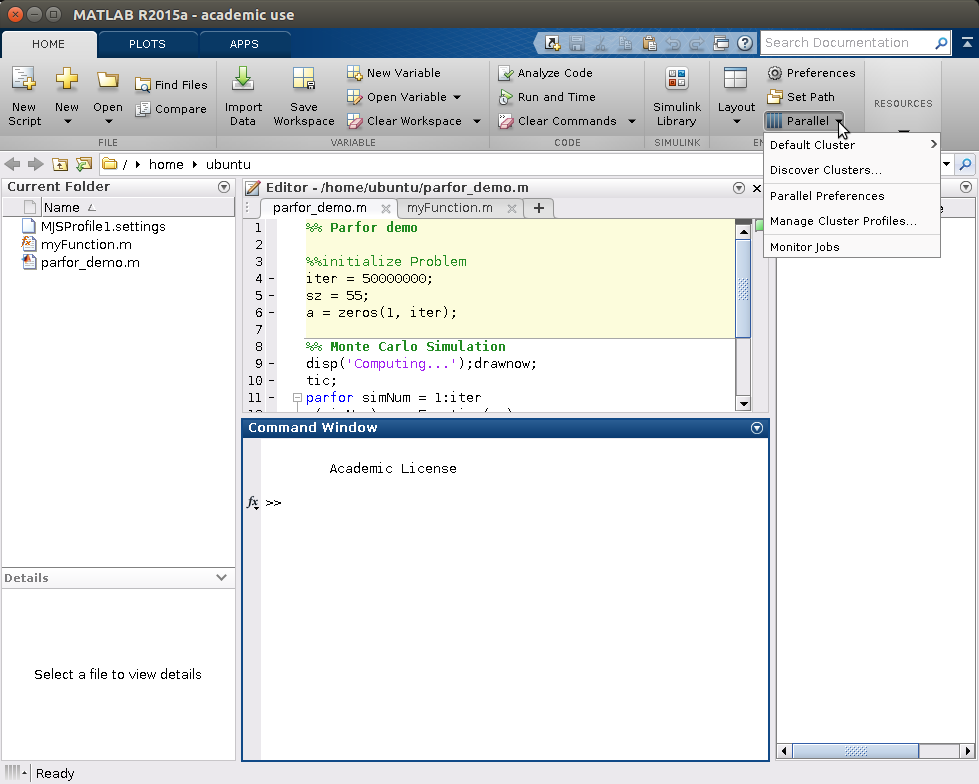 MATLAB R2015a - academic use
HOME PLOTS APPS Search Documentation
New Script
New
Open
Find Files
Compare
FILE
Import Data
Save Workspace
New Variable
Open Variable
Clear Workspace
VARIABLE
Analyze Code
Run and Time
Clear Commands
CODE
Simulink Library
SIMULINK
Layout
Preferences
Set Path
Parallel
RESOURCES
Default Cluster
Discover Clusters...
Parallel Preferences
Manage Cluster Profiles...
Monitor Jobs
/ home ubuntu
Current Folder
Name
MJSProfile1.settings
myFunction.m
parfor_demo.m
Details
Select a file to view details
Editor - /home/ubuntu/parfor_demo.m
parfor_demo.m myFunction.m +
1 %% Parfor demo
2
3 %%initialize Problem
4 - iter = 50000000;
5 - sz = 55;
6 - a = zeros(1, iter);
7
8 %% Monte Carlo Simulation
9 - disp('Computing...');drawnow;
10 - tic;
11 - parfor simNum = 1:iter
Command Window
Academic License
fx >>
Ready